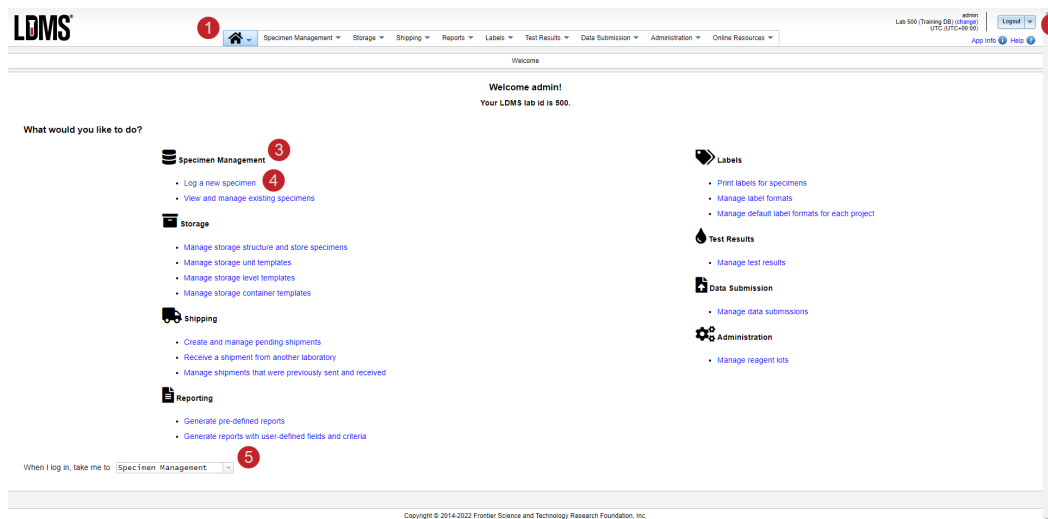 LDMS®
admin
Lab 500 (Training DB) (change)
UTC (UTC+00:00)
Logout
App Info Help ?
1
Specimen Management Storage Shipping Reports Labels Test Results Data Submission Administration Online Resources
Welcome
Welcome admin!
Your LDMS lab id is 500.
What would you like to do?
Specimen Management 3
• Log a new specimen 4
• View and manage existing specimens
Storage
• Manage storage structure and store specimens
• Manage storage unit templates
• Manage storage level templates
• Manage storage container templates
Shipping
• Create and manage pending shipments
• Receive a shipment from another laboratory
• Manage shipments that were previously sent and received
Reporting
• Generate pre-defined reports
• Generate reports with user-defined fields and criteria
Labels
• Print labels for specimens
• Manage label formats
• Manage default label formats for each project
Test Results
• Manage test results
Data Submission
• Manage data submissions
Administration
• Manage reagent lots
When I log in, take me to Specimen Management 5
Copyright © 2014-2022 Frontier Science and Technology Research Foundation, Inc.